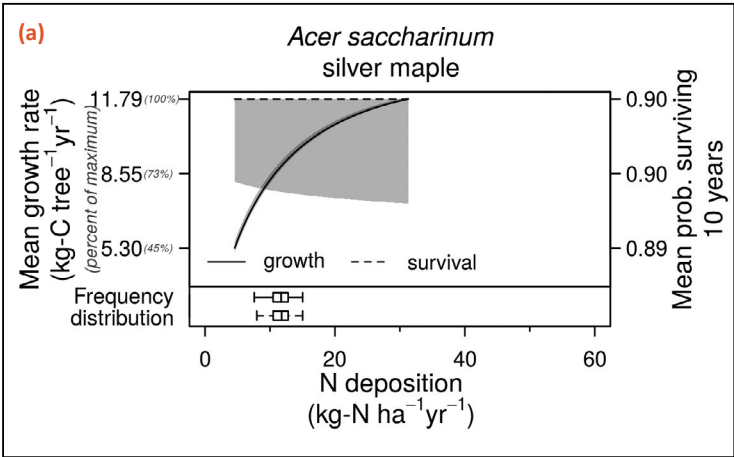 (a)
Acer saccharinum
silver maple
Mean growth rate
(kg-C tree⁻¹yr⁻¹)
(percent of maximum)
11.79 (100%)
8.55 (73%)
5.30 (45%)
0.90
0.90
0.89
Mean prob. surviving
10 years
growth
survival
Frequency
distribution
0 20 40 60
N deposition
(kg-N ha⁻¹yr⁻¹)